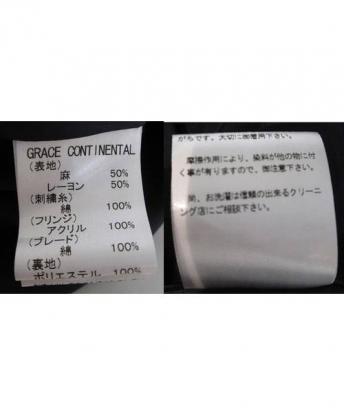 GRACE CONTINENTAL
(表地)
麻 50%
レーヨン 50%
(刺繍糸)
綿 100%
(フリンジ)
アクリル 100%
(ブレード)
綿 100%
(裏地)
ポリエステル 100%
がちです。大切に御着用下さい。
摩擦作用により、染料が他の物に付
く事が有りますので、御注意下さい。
尚、お洗濯は信頼の出来るクリーニ
ング店にご相談下さい。